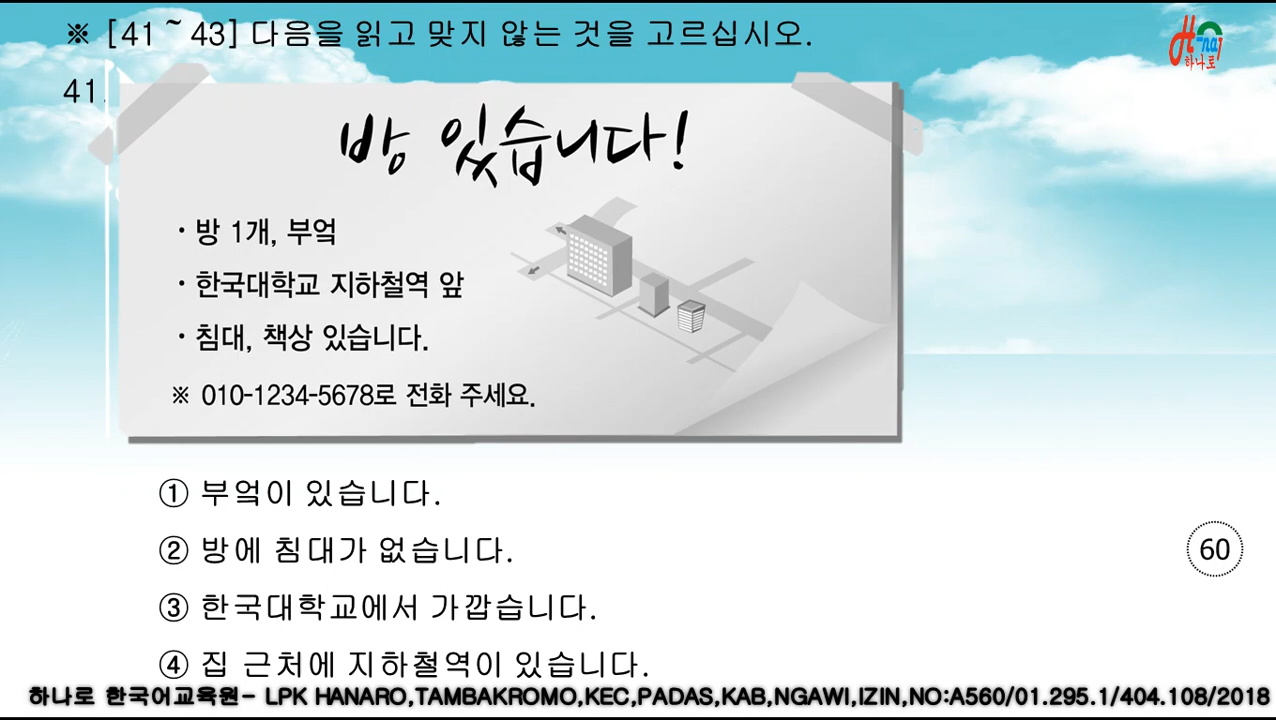 ※ [41 ~ 43] 다음을 읽고 맞지 않는 것을 고르십시오.
하나로
41.
방 있습니다!
· 방 1개, 부엌
· 한국대학교 지하철역 앞
· 침대, 책상 있습니다.
※ 010-1234-5678로 전화 주세요.
① 부엌이 있습니다.
② 방에 침대가 없습니다.
③ 한국대학교에서 가깝습니다.
④ 집 근처에 지하철역이 있습니다.
60
하나로 한국어교육원- LPK HANARO,TAMBAKROMO,KEC,PADAS,KAB,NGAWI,IZIN,NO:A560/01.295.1/404.108/2018